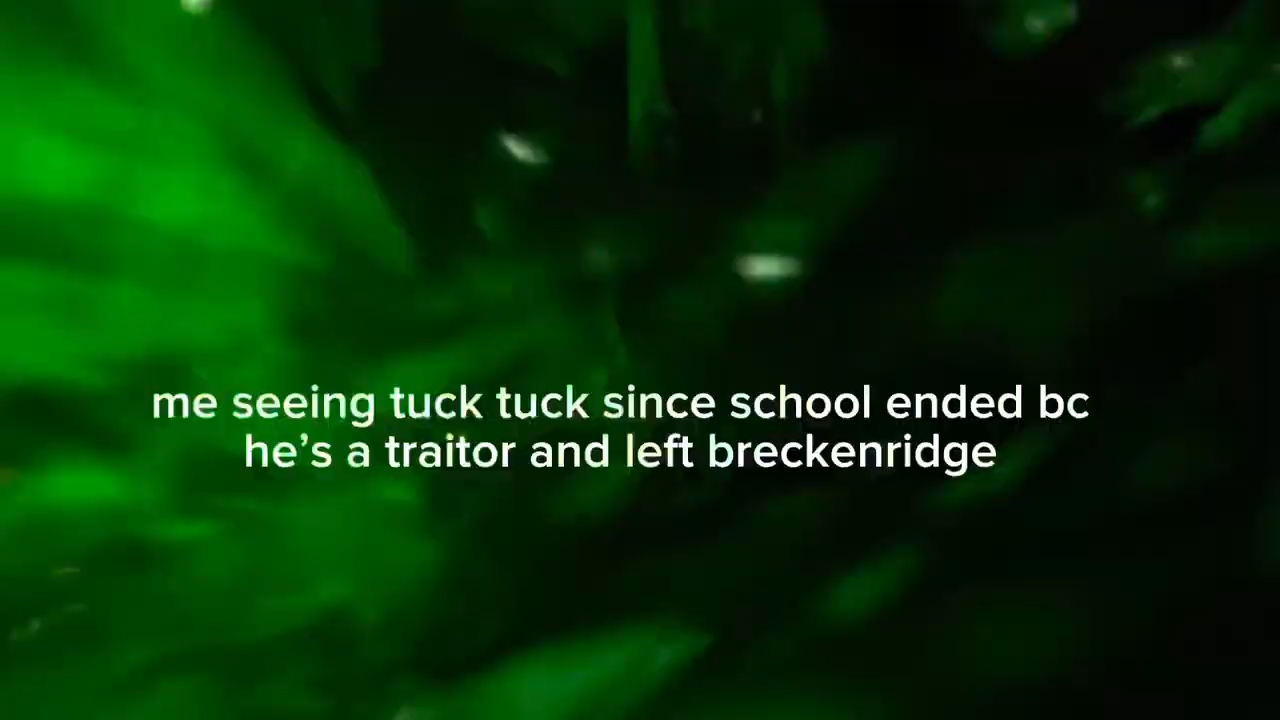 me seeing tuck tuck since school ended bc
he’s a traitor and left breckenridge